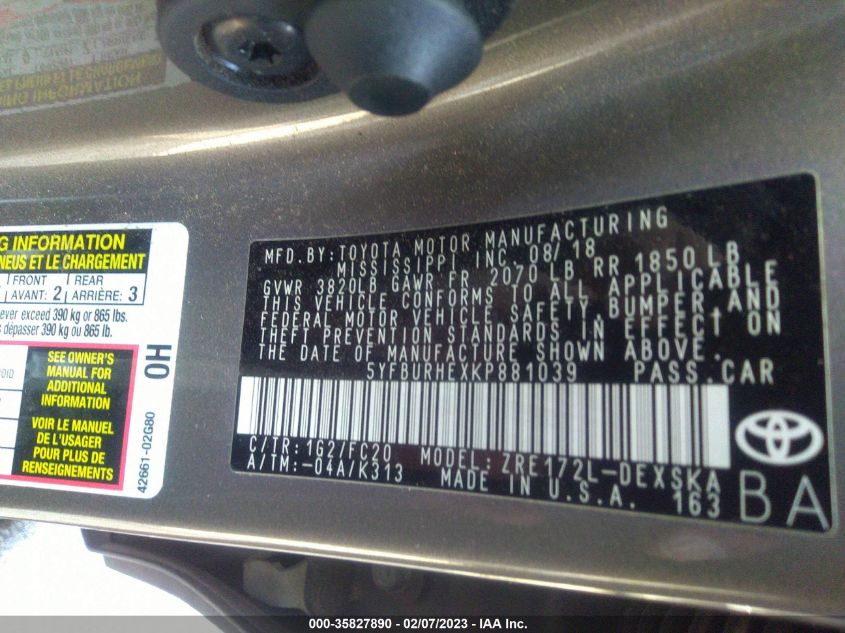 G INFORMATION
NEUS ET LE CHARGEMENT
FRONT REAR
AVANT: 2 ARRIÈRE: 3
ever exceed 390 kg or 865 lbs.
dépasser 390 kg ou 865 lb.
SEE OWNER'S
MANUAL FOR
ADDITIONAL
INFORMATION
VOIR LE MANUEL
DE L'USAGER
POUR PLUS DE
RENSEIGNEMENTS
0H
42661-02G80
MFD.BY: TOYOTA MOTOR MANUFACTURING
MISSISSIPPI INC. 08/18
GVWR 3820LB GAWR FR 2070 LB RR 1850 LB
THIS VEHICLE CONFORMS TO ALL APPLICABLE
FEDERAL MOTOR VEHICLE SAFETY, BUMPER, AND
THEFT PREVENTION STANDARDS IN EFFECT ON
THE DATE OF MANUFACTURE SHOWN ABOVE.
5YFBURHEXKP881039 PASS.CAR
C/TR: 1G2/FC20 MODEL: ZRE172L-DEXSKA
A/TM:-04A/K313 MADE IN U.S.A. 163
BA
000-35827890 - 02/07/2023 - IAA Inc.